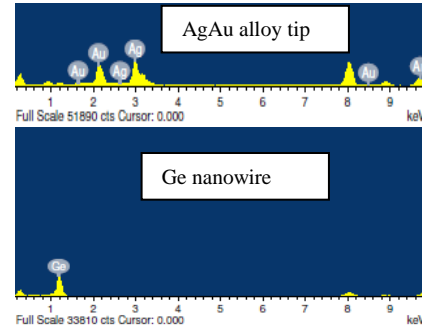 AgAu alloy tip
Au Au Ag Ag Au
1 2 3 4 5 6 7 8 9
Full Scale 51890 cts Cursor: 0.000 keV
Ge nanowire
Ge
1 2 3 4 5 6 7 8 9
Full Scale 33810 cts Cursor: 0.000 keV